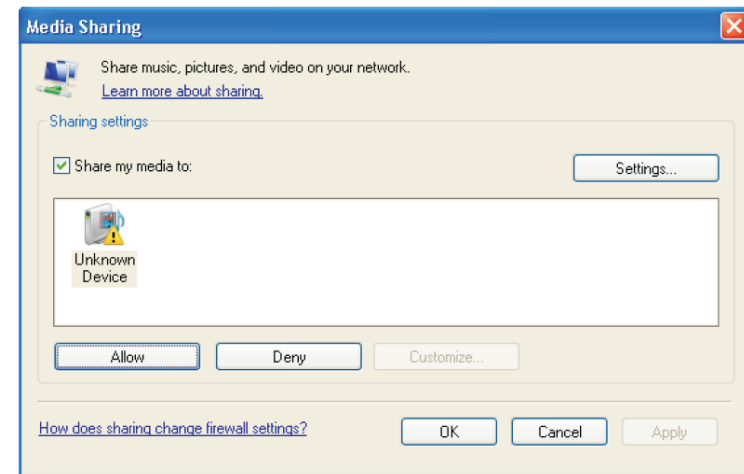 Media Sharing
Share music, pictures, and video on your network.
Learn more about sharing.
Sharing settings
Share my media to:
Settings...
Unknown
Device
Allow
Deny
Customize...
How does sharing change firewall settings?
OK
Cancel
Apply